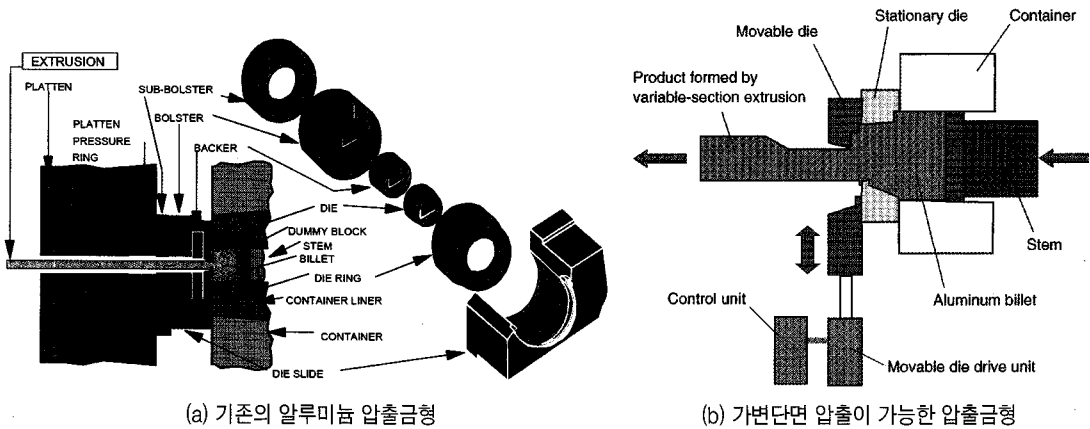 EXTRUSION
PLATTEN
SUB-BOLSTER
BOLSTER
PLATTEN
PRESSURE
RING
BACKER
DIE
DUMMY BLOCK
STEM
BILLET
DIE RING
CONTAINER LINER
CONTAINER
DIE SLIDE
(a) 기존의 알루미늄 압출금형
Stationary die
Container
Movable die
Product formed by
variable-section extrusion
Stem
Aluminum billet
Control unit
Movable die drive unit
(b) 가변단면 압출이 가능한 압출금형